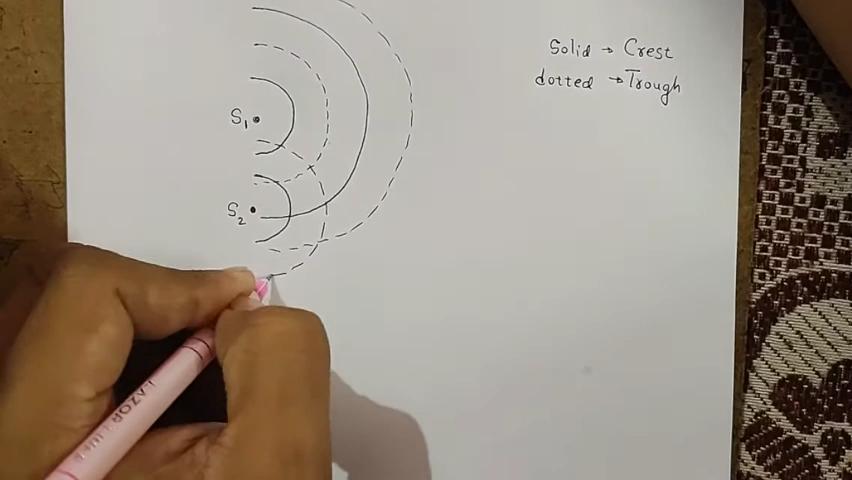 Solid → Crest
dotted → Trough
S₁
S₂
LAZOR